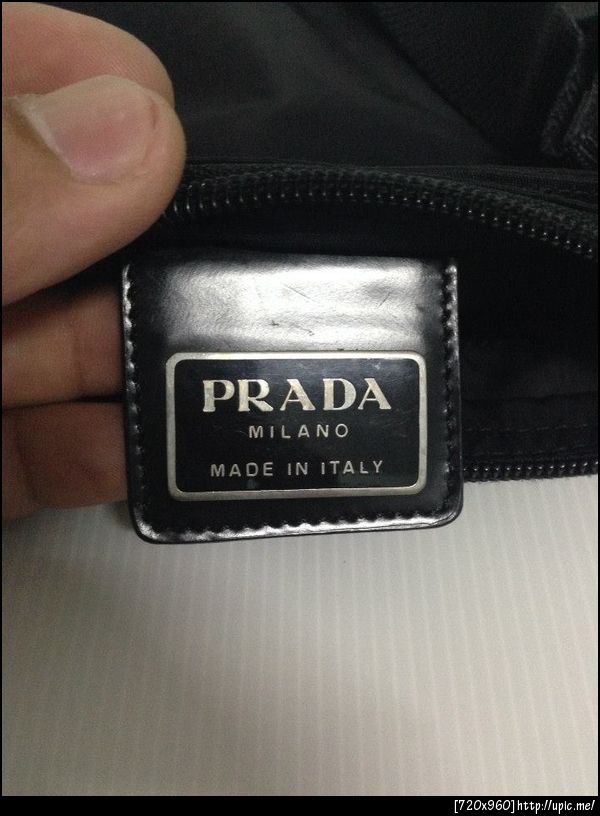 PRADA
MILANO
MADE IN ITALY
[720x960]http://upic.me/